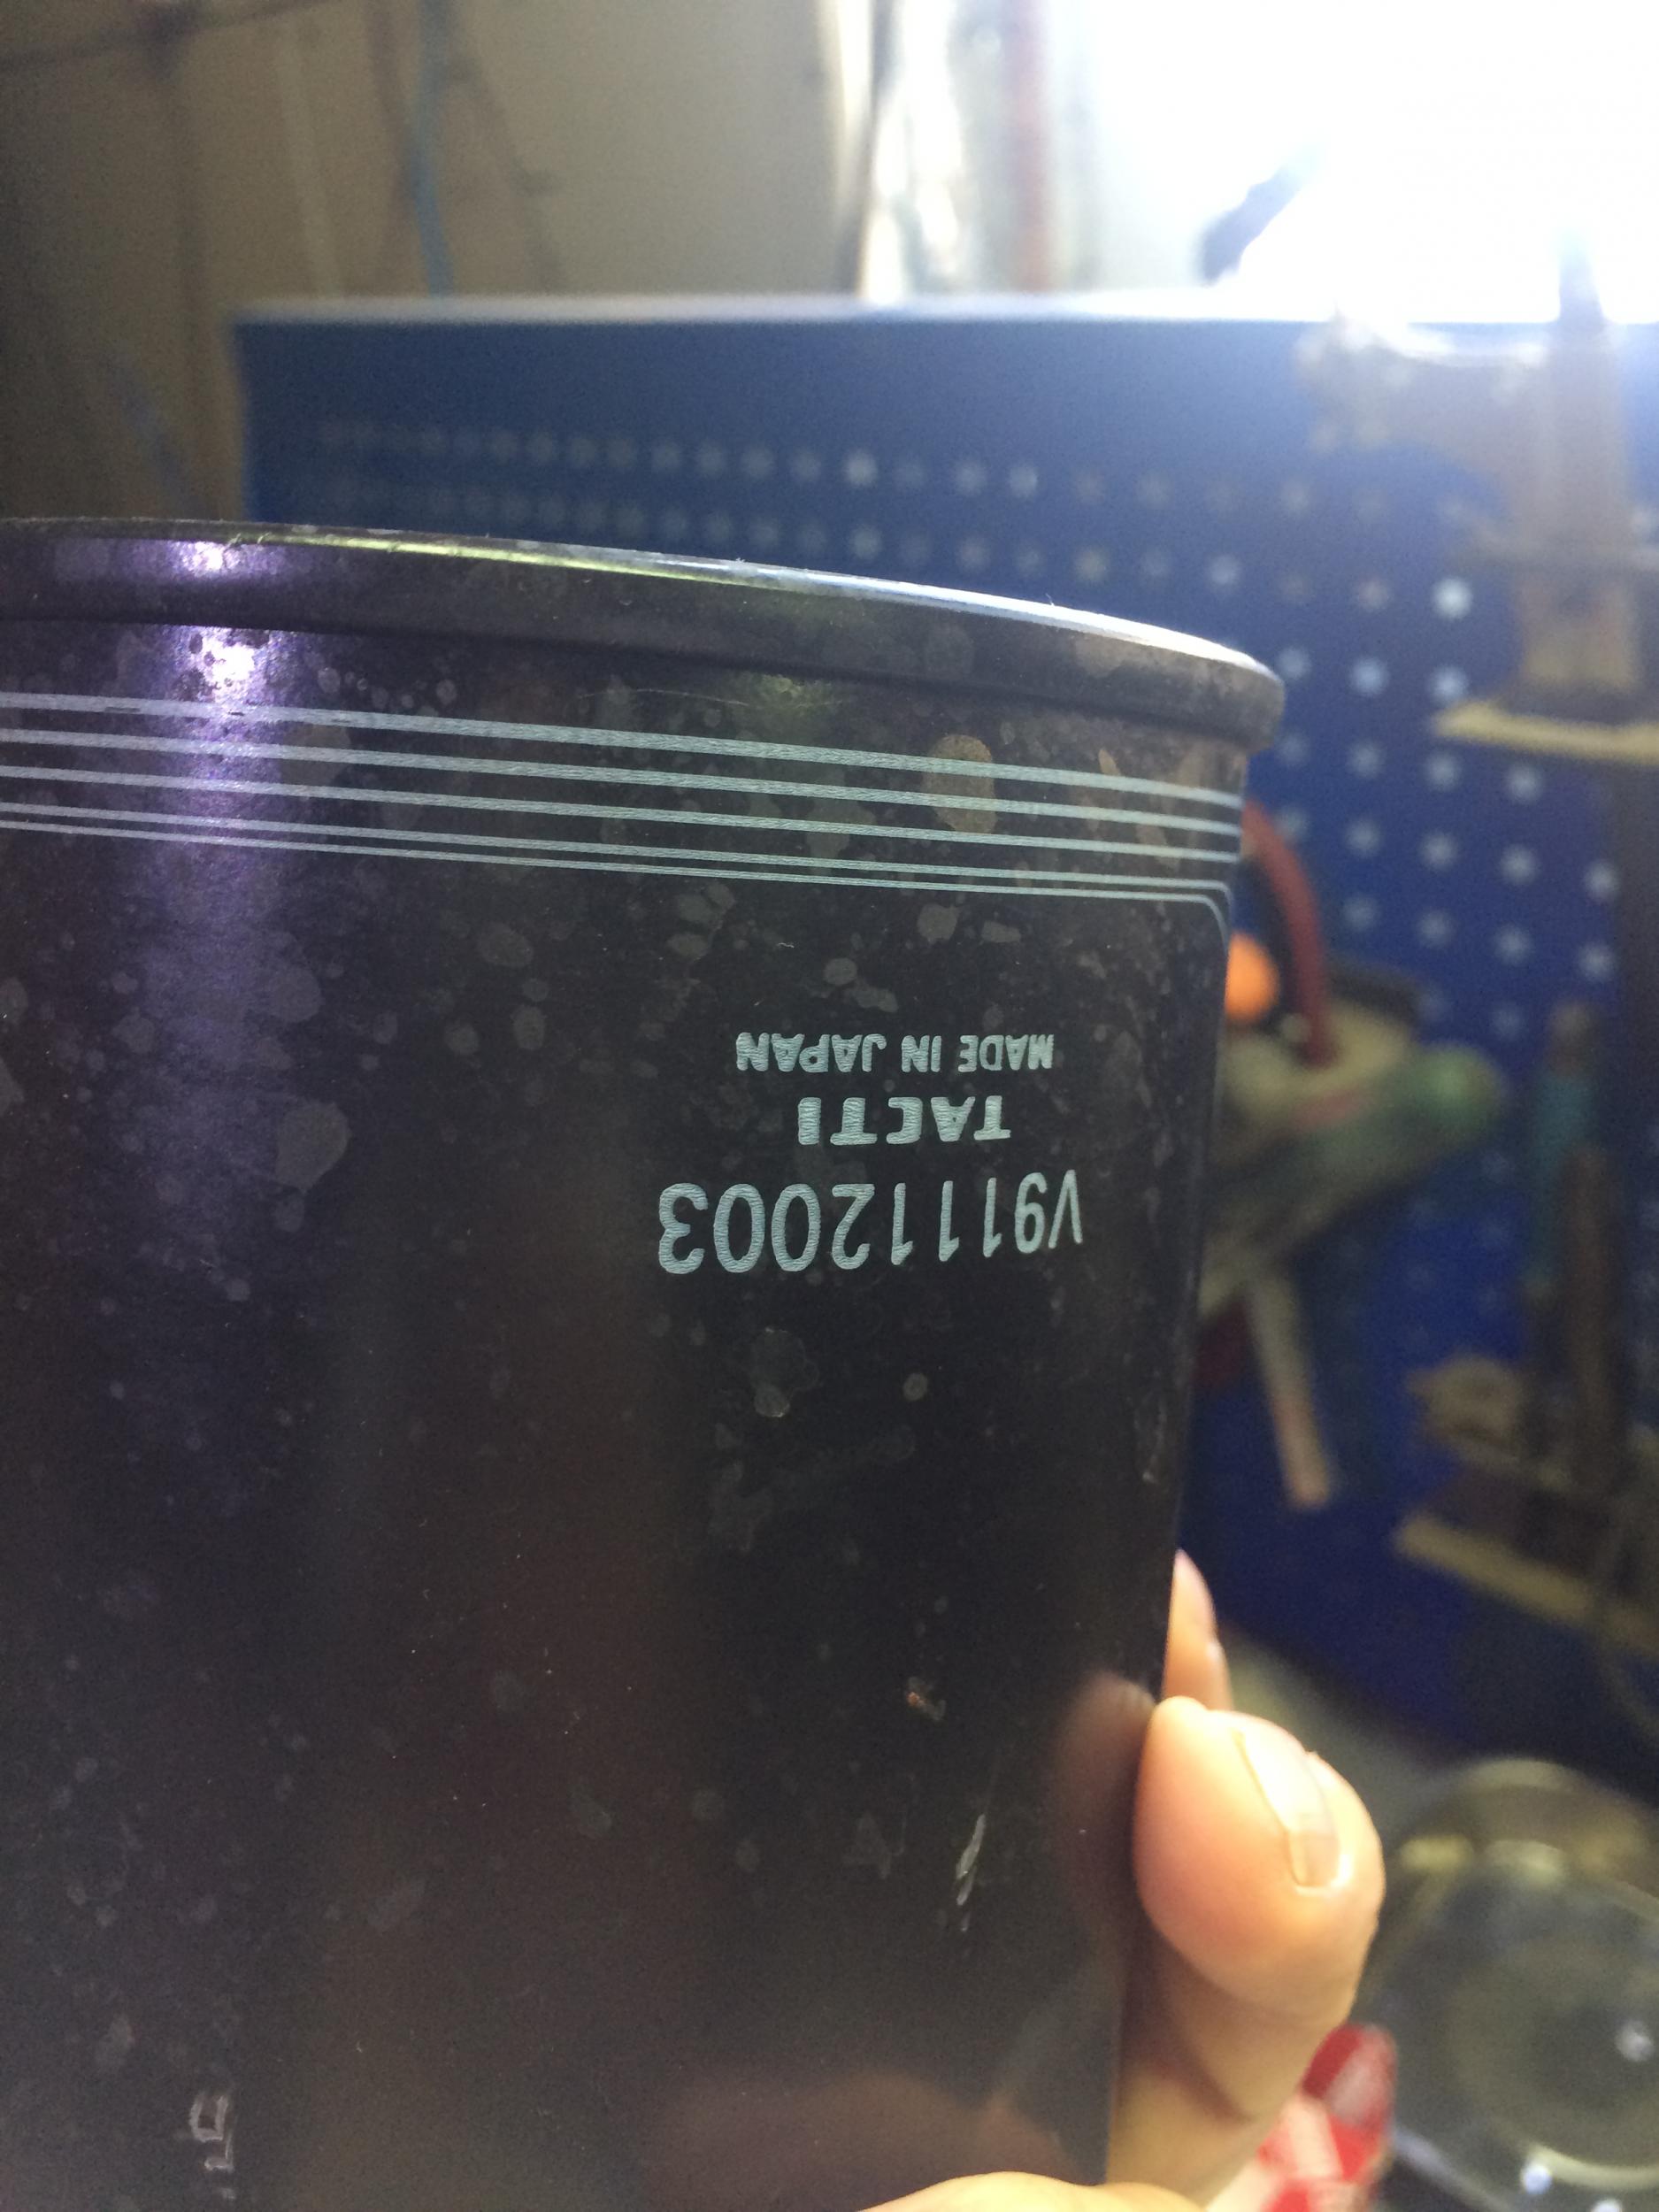 V91112003
TACTI
MADE IN JAPAN